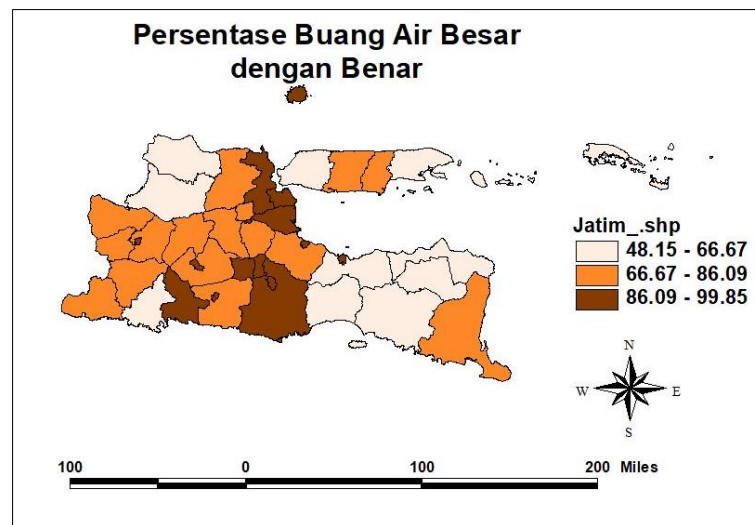 Persentase Buang Air Besar
dengan Benar
Jatim_.shp
48.15 - 66.67
66.67 - 86.09
86.09 - 99.85
N
W E
S
100 0 100 200 Miles